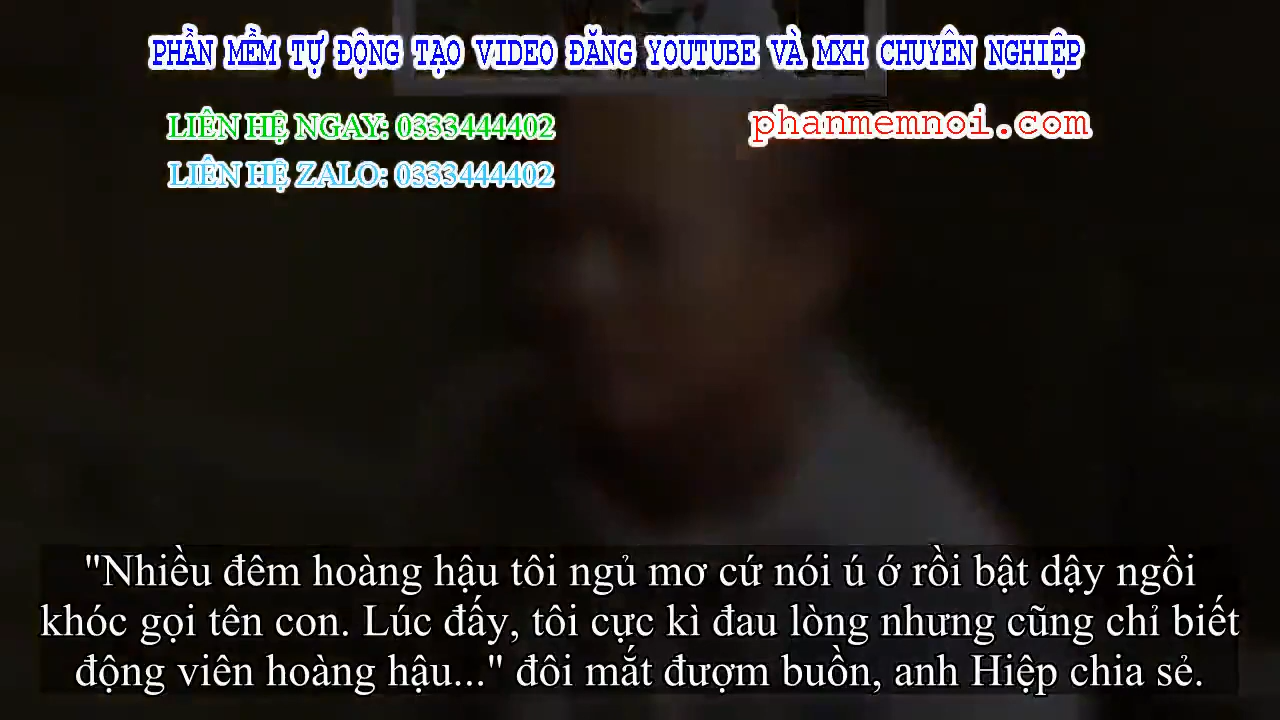 PHẦN MỀM TỰ ĐỘNG TẠO VIDEO ĐĂNG YOUTUBE VÀ MXH CHUYÊN NGHIỆP
LIÊN HỆ NGAY: 0333444402
phanmemnoi.com
LIÊN HỆ ZALO: 0333444402
"Nhiều đêm hoàng hậu tôi ngủ mơ cứ nói ú ớ rồi bật dậy ngồi
khóc gọi tên con. Lúc đấy, tôi cực kì đau lòng nhưng cũng chỉ biết
động viên hoàng hậu..." đôi mắt đượm buồn, anh Hiệp chia sẻ.